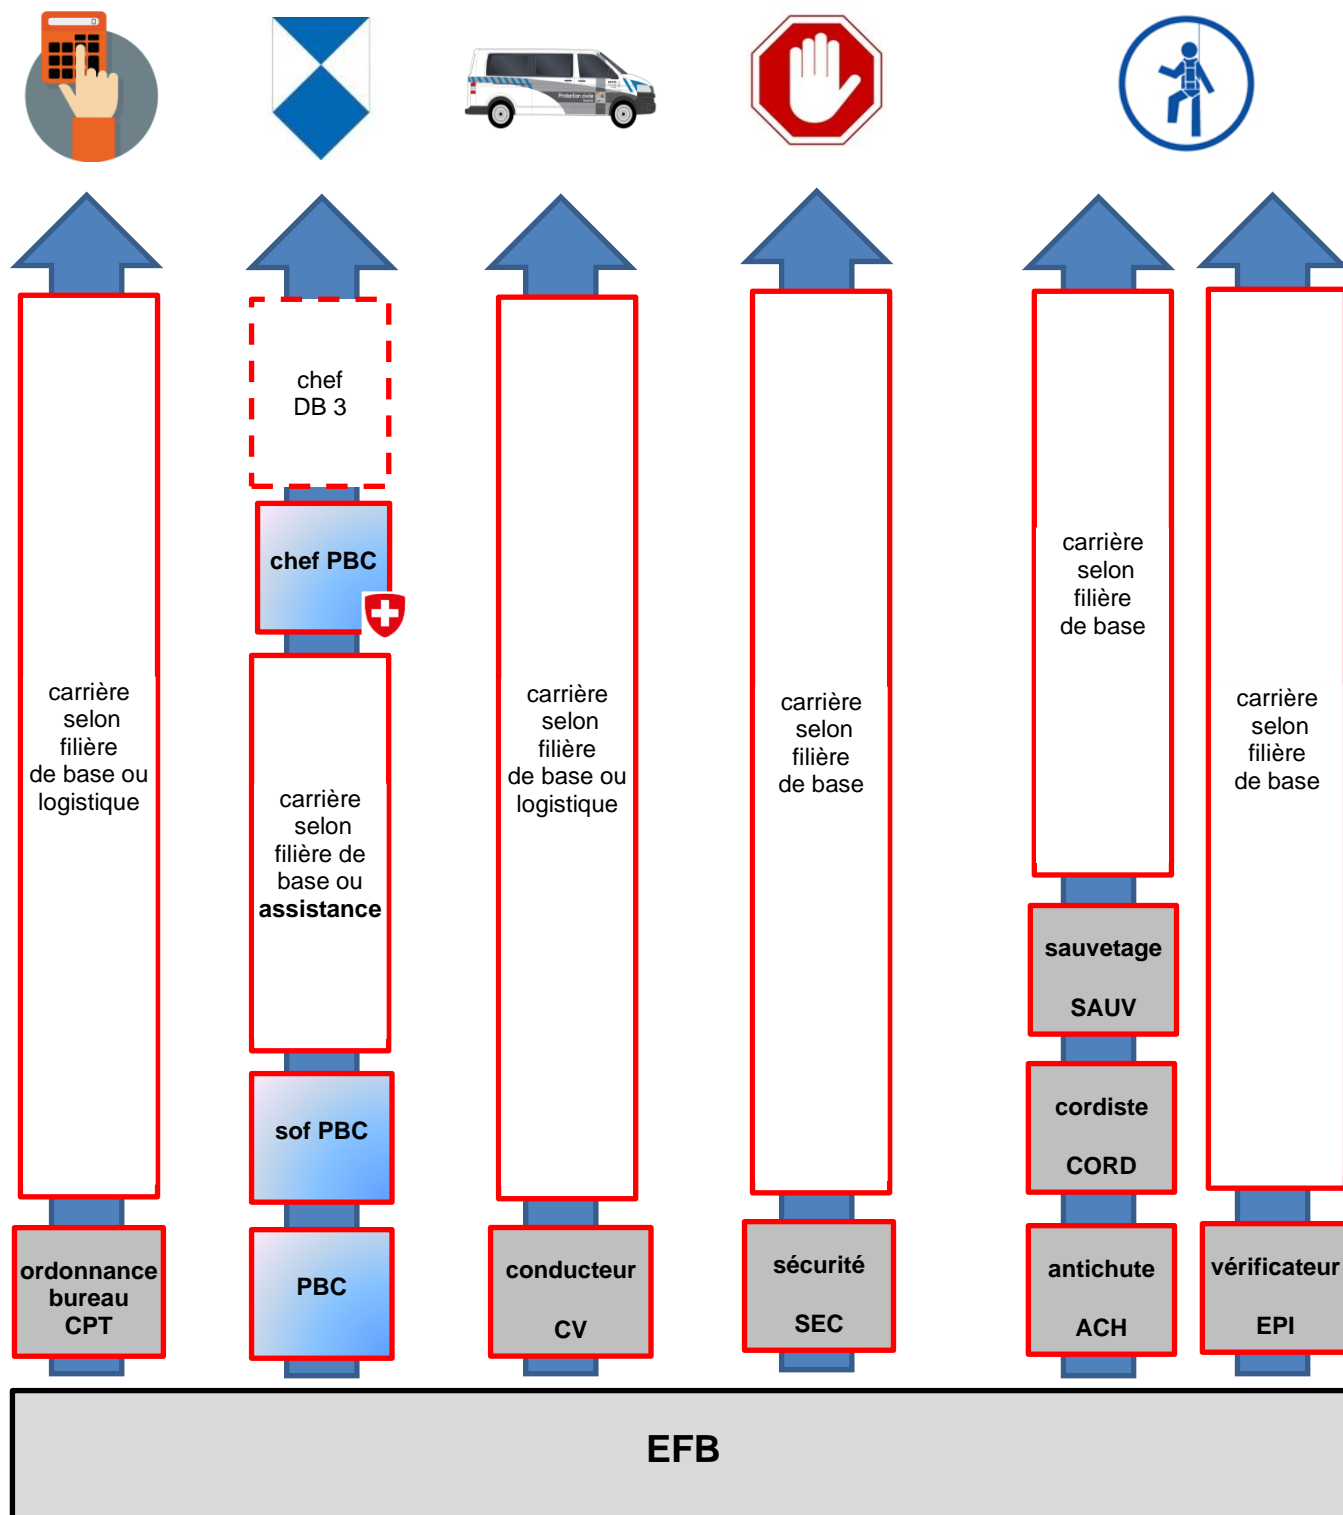 Protection civile
chef
DB 3
chef PBC
carrière
selon
filière
de base ou
logistique
carrière
selon
filière de
base ou
assistance
sof PBC
PBC
ordonnance
bureau
CPT
carrière
selon
filière
de base ou
logistique
conducteur
CV
carrière
selon
filière
de base
sécurité
SEC
carrière
selon
filière
de base
sauvetage
SAUV
cordiste
CORD
antichute
ACH
carrière
selon
filière
de base
vérificateur
EPI
EFB